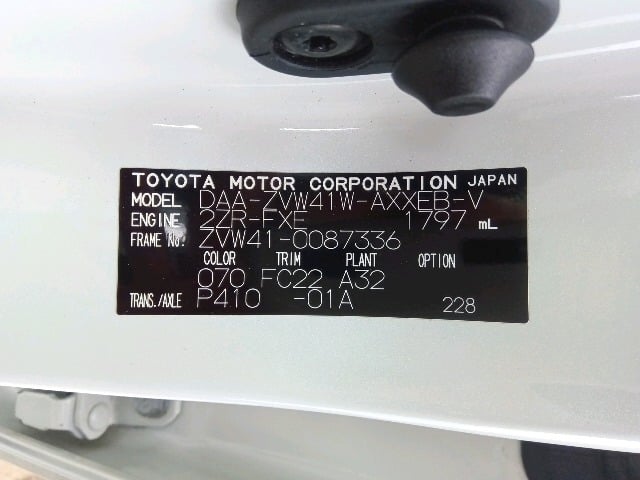 TOYOTA MOTOR CORPORATION JAPAN
MODEL DAA-ZVW41W-AXXEB-V
ENGINE 2ZR-FXE 1797 mL
FRAME No. ZVW41-0087336
COLOR TRIM PLANT OPTION
070 FC22 A32
TRANS./AXLE P410 -01A 228